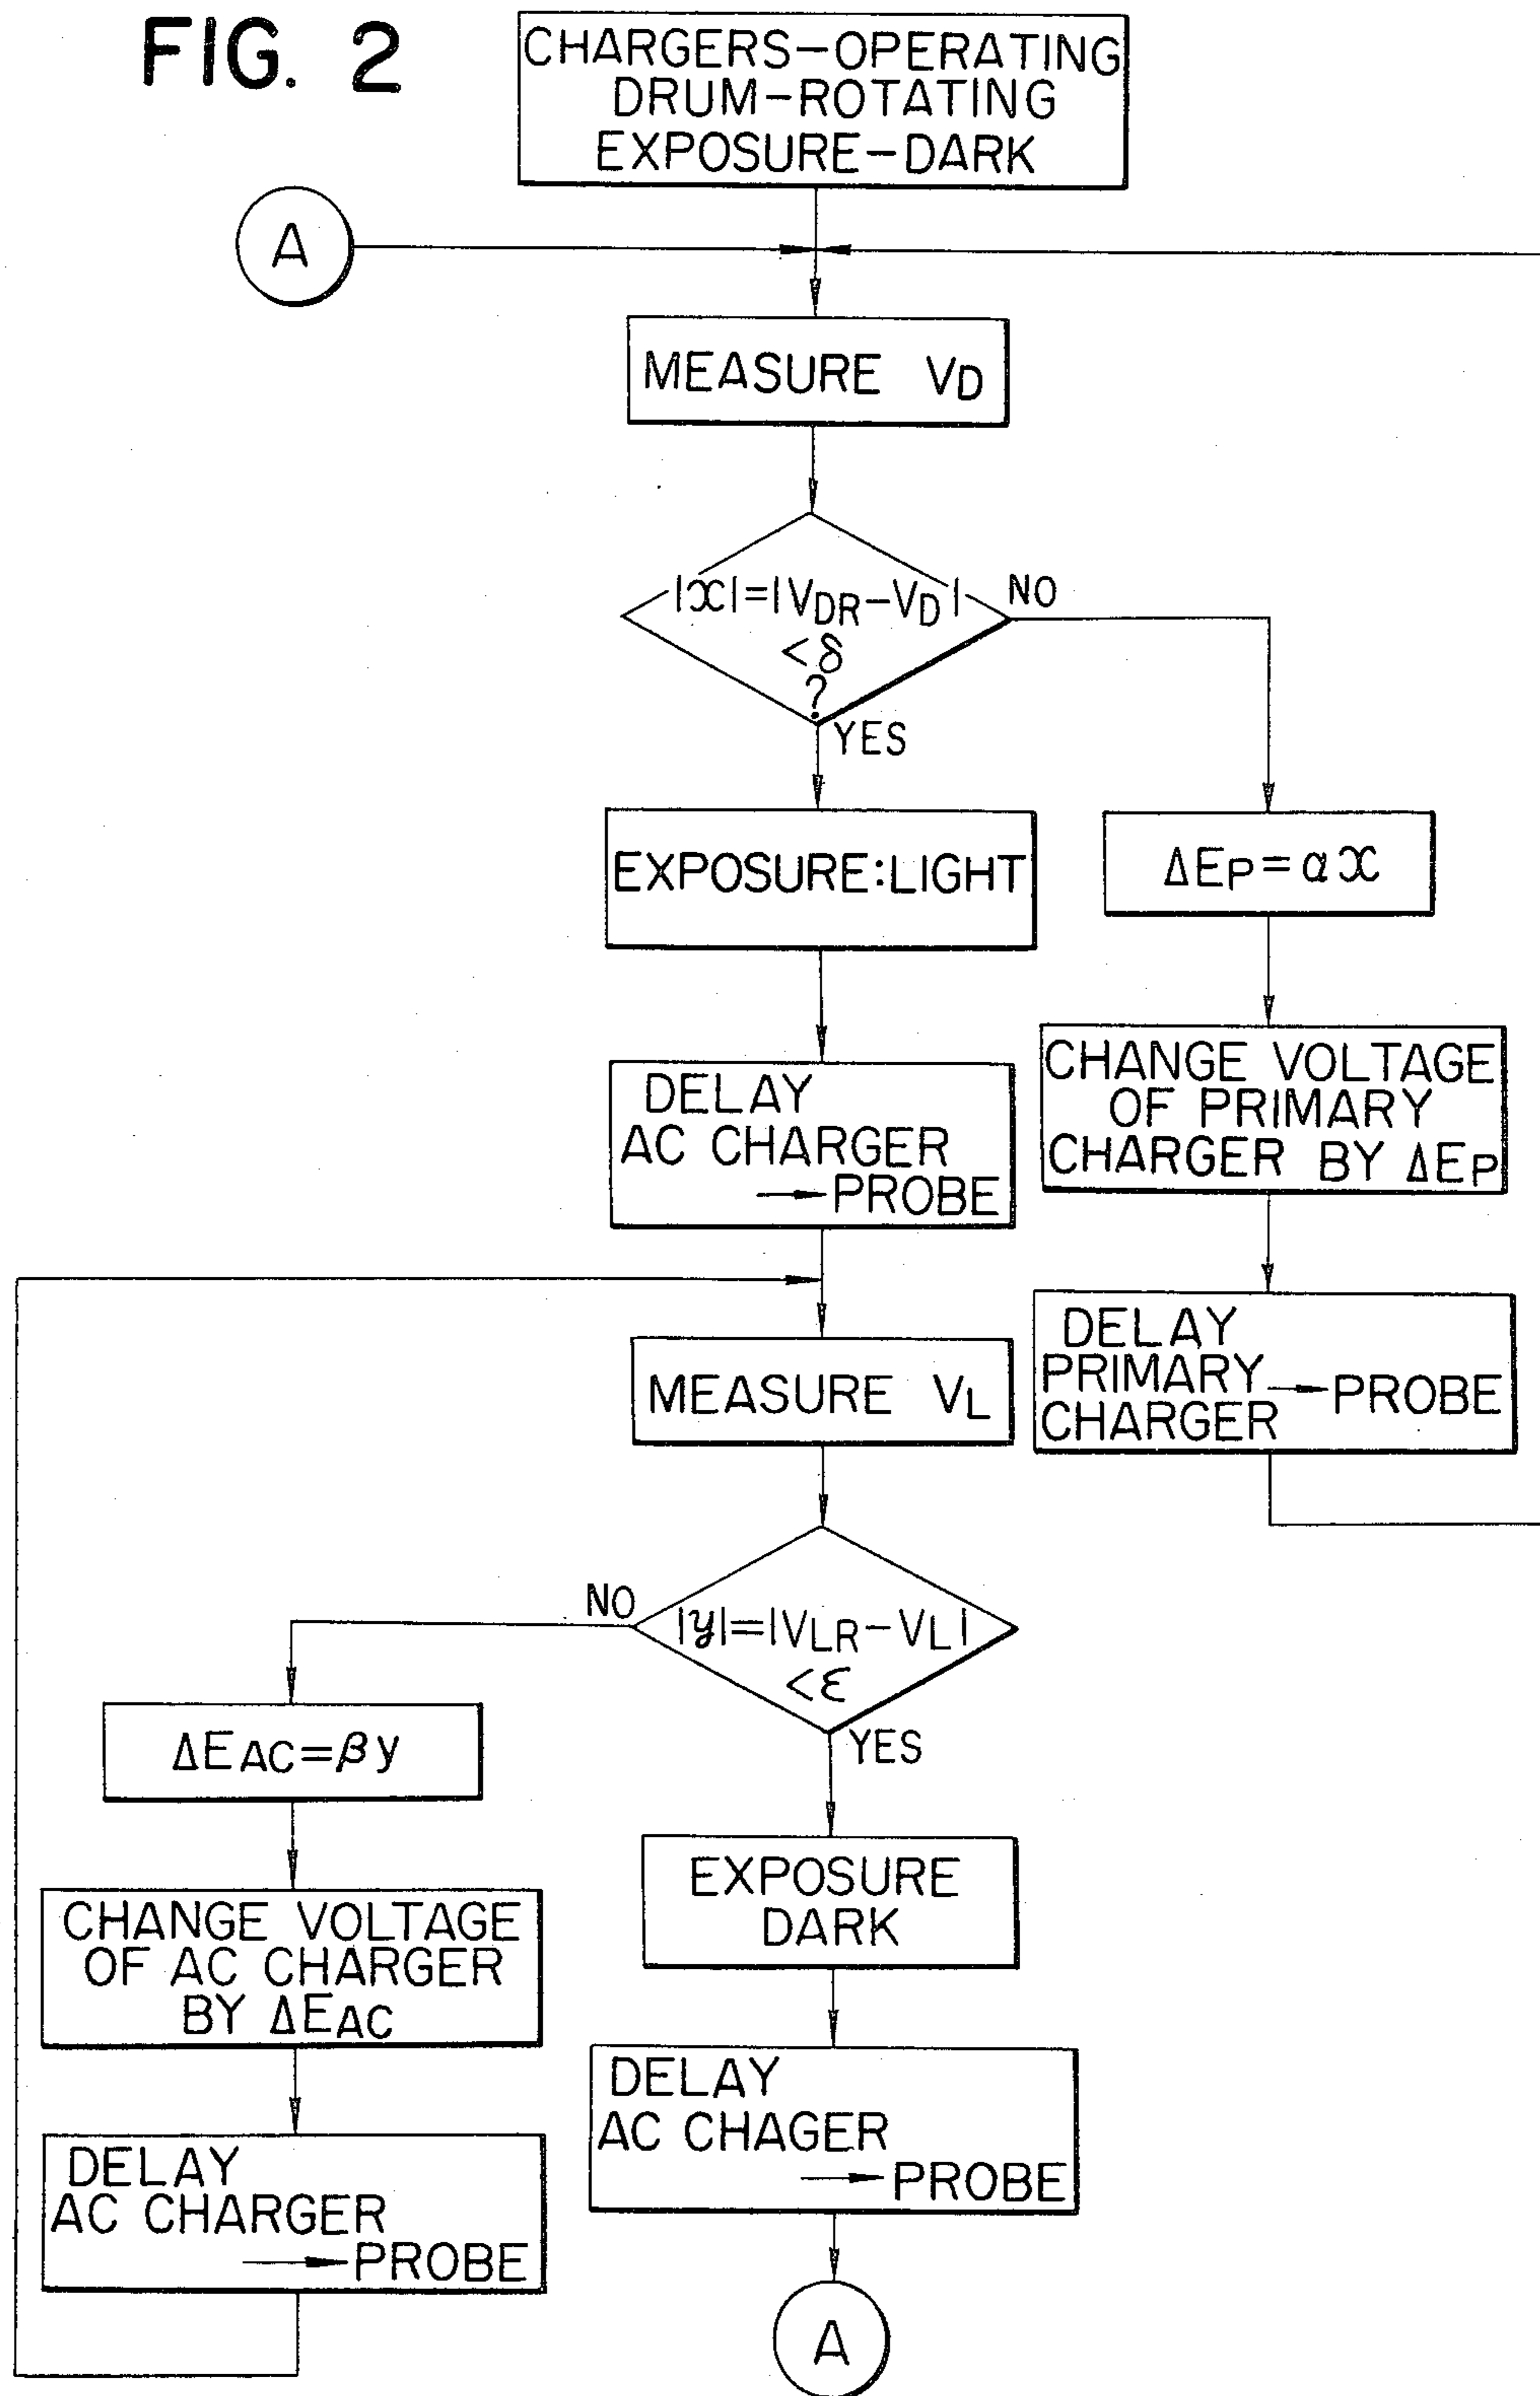 FIG. 2
CHARGERS-OPERATING
DRUM-ROTATING
EXPOSURE-DARK
A
MEASURE VD
|x|=|VDR-VD|
<δ
?
NO
YES
EXPOSURE:LIGHT
ΔEP=αx
DELAY
AC CHARGER
→PROBE
CHANGE VOLTAGE
OF PRIMARY
CHARGER BY ΔEP
MEASURE VL
DELAY
PRIMARY
CHARGER →PROBE
|y|=|VLR-VL|
<ε
NO
YES
ΔEAC=βy
EXPOSURE
DARK
CHANGE VOLTAGE
OF AC CHARGER
BY ΔEAC
DELAY
AC CHAGER
→PROBE
DELAY
AC CHARGER
→PROBE
A